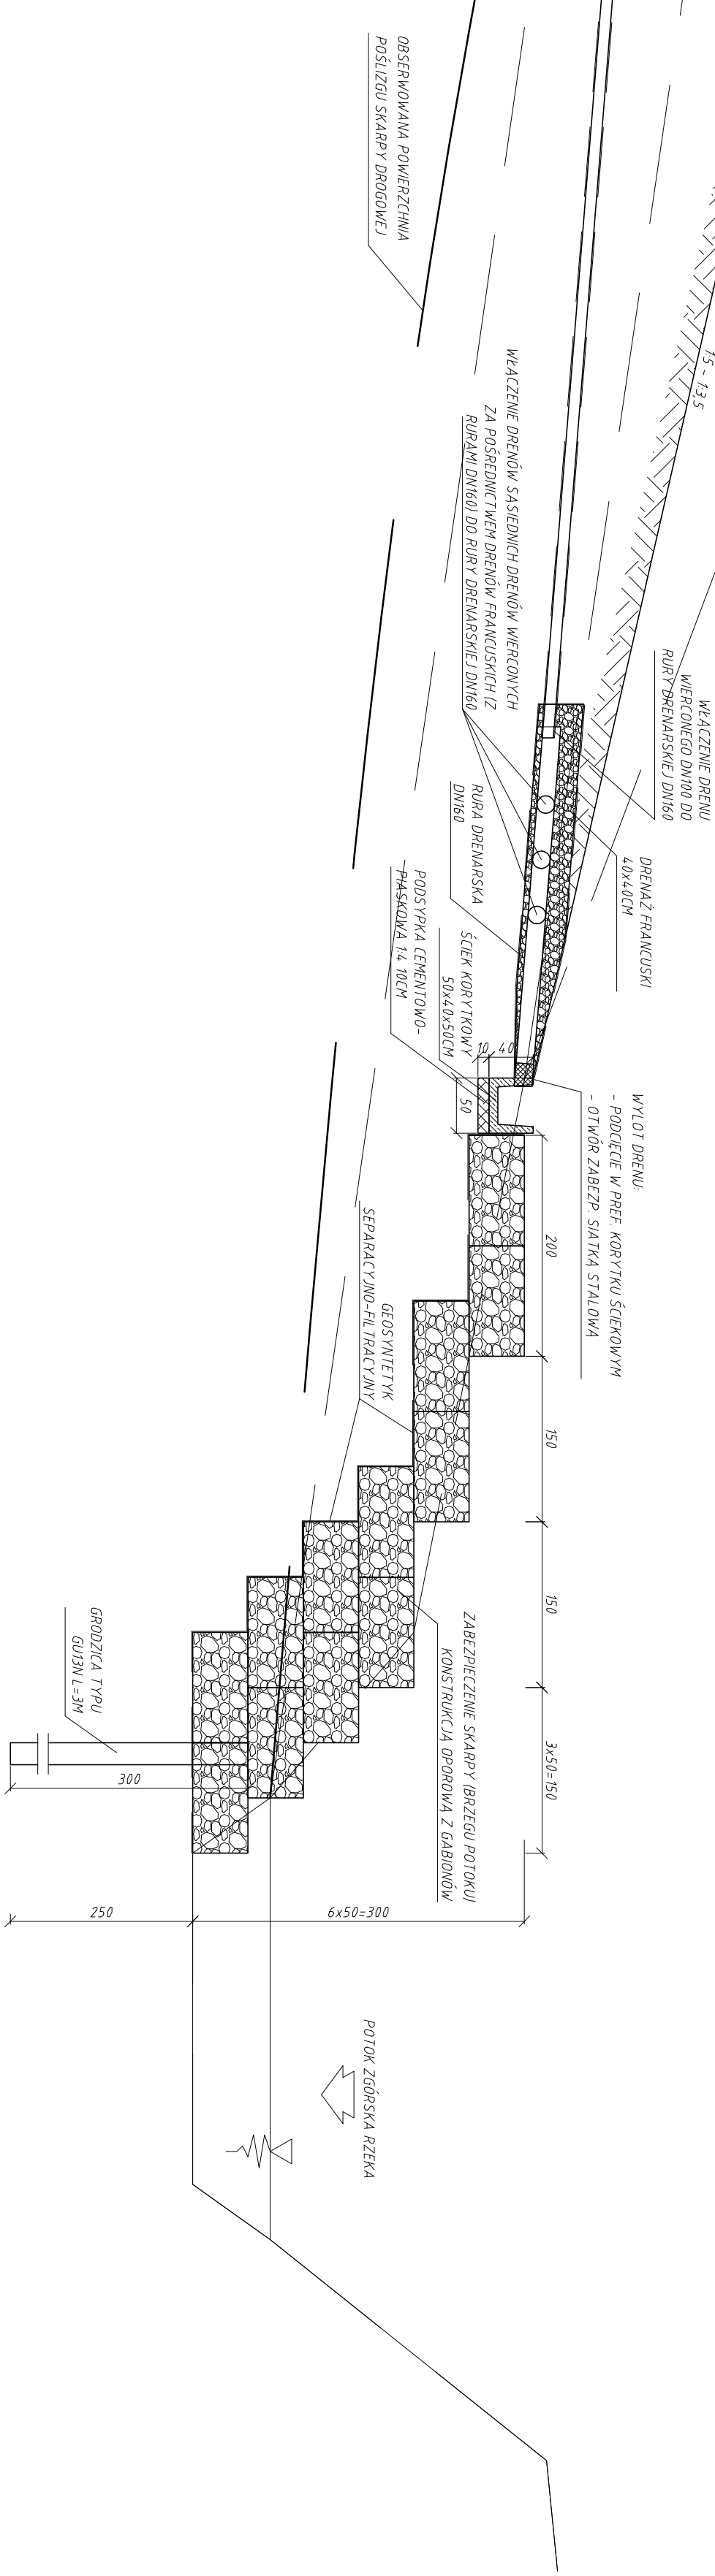 OBSERWOWANA POWIERZCHNIA
POŚLIZGU SKARPY DROGOWEJ
1:5 - 1:3,5
WŁĄCZENIE DRENÓW SĄSIEDNICH DRENÓW WIERCONYCH
ZA POŚREDNICTWEM DRENÓW FRANCUSKICH (Z
RURAMI DN160) DO RURY DRENARSKIEJ DN160
WŁĄCZENIE DRENU
WIERCONEGO DN100 DO
RURY DRENARSKIEJ DN160
RURA DRENARSKA
DN160
DRENAŻ FRANCUSKI
40x40CM
PODSYPKA CEMENTOWO-
PIASKOWA 1:4 10CM
ŚCIEK KORYTKOWY
50x40x50CM
10
40
50
WYLOT DRENU:
- PODCIĘCIE W PREF. KORYTKU ŚCIEKOWYM
- OTWÓR ZABEZP. SIATKĄ STALOWĄ
200
150
150
3x50=150
GEOSYNTETYK
SEPARACYJNO-FILTRACYJNY
ZABEZPIECZENIE SKARPY (BRZEGU POTOKU)
KONSTRUKCJĄ OPOROWĄ Z GABIONÓW
GRODZICA TYPU
GU13N L=3M
300
250
6x50=300
POTOK ZGÓRSKA RZEKA